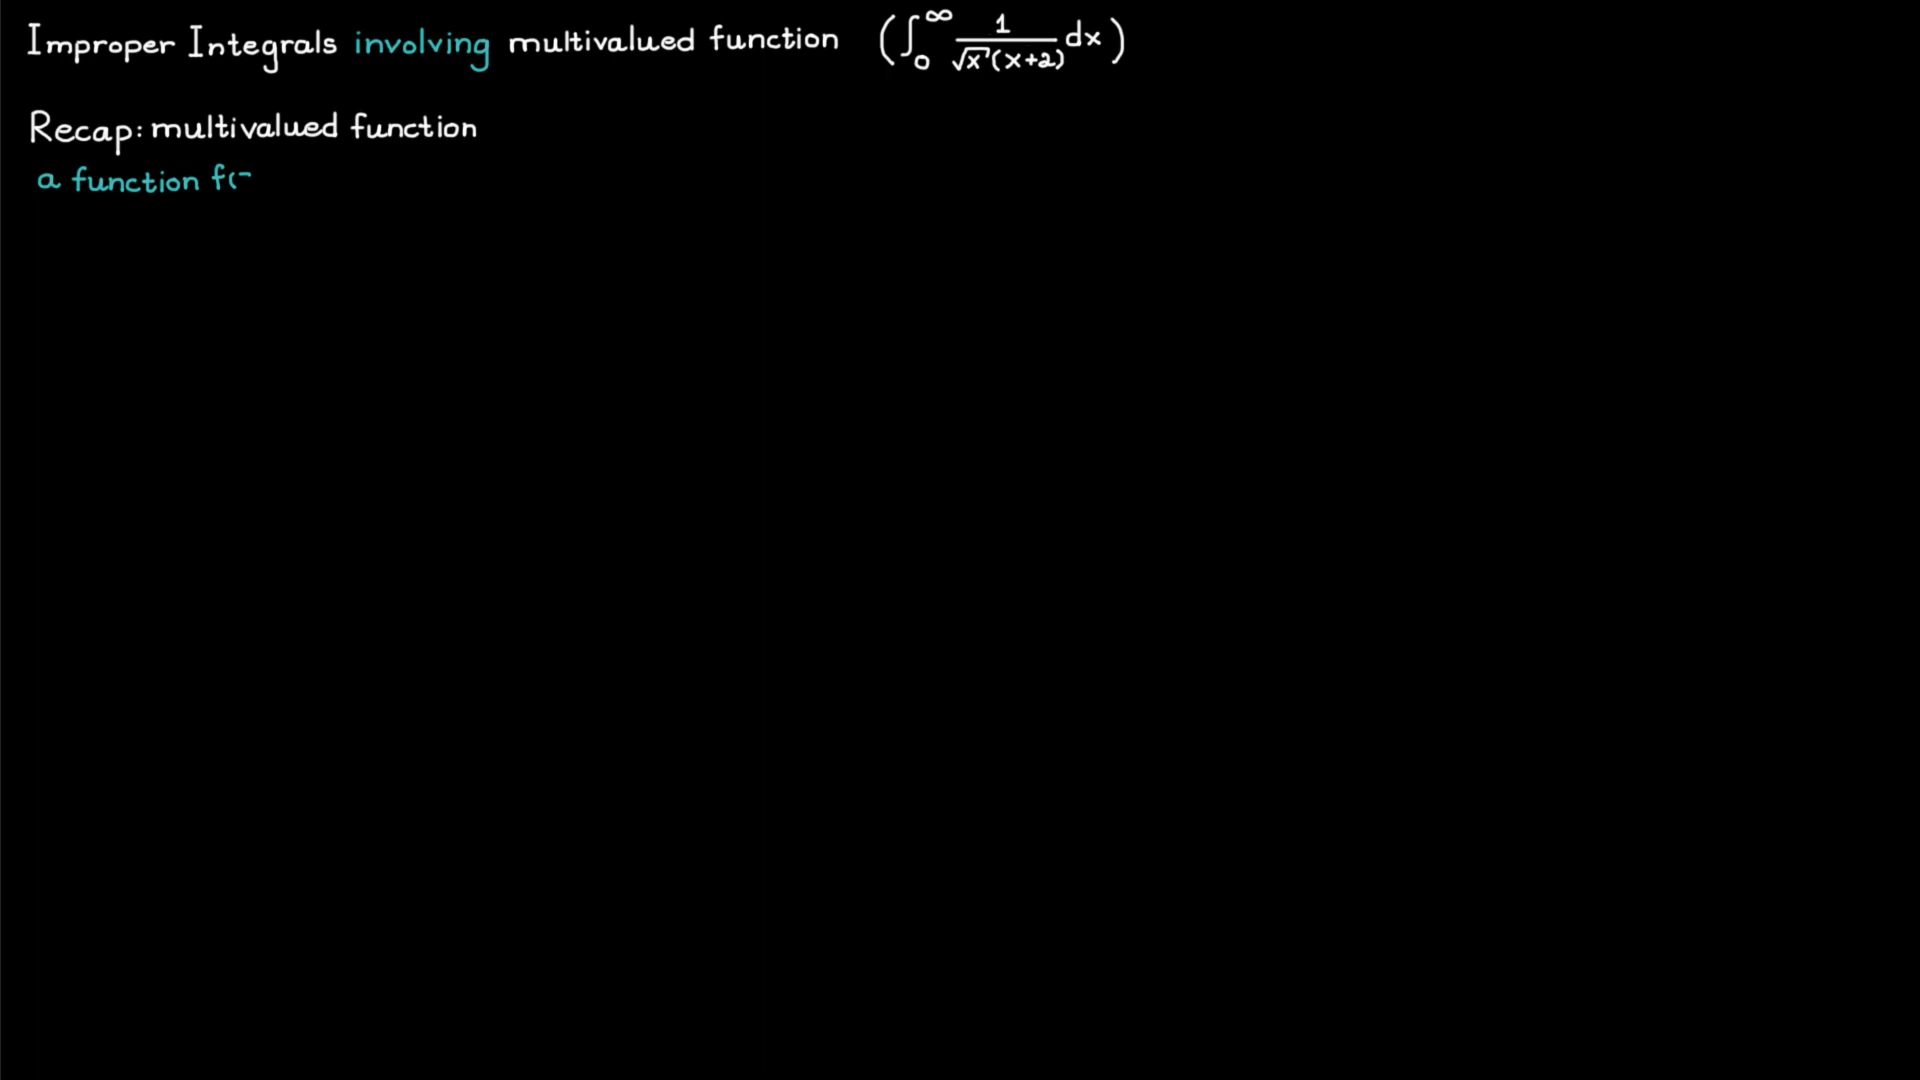 Improper Integrals involving multivalued function (∫₀^∞ 1/(√x (x+2)) dx)
Recap: multivalued function
a function f(